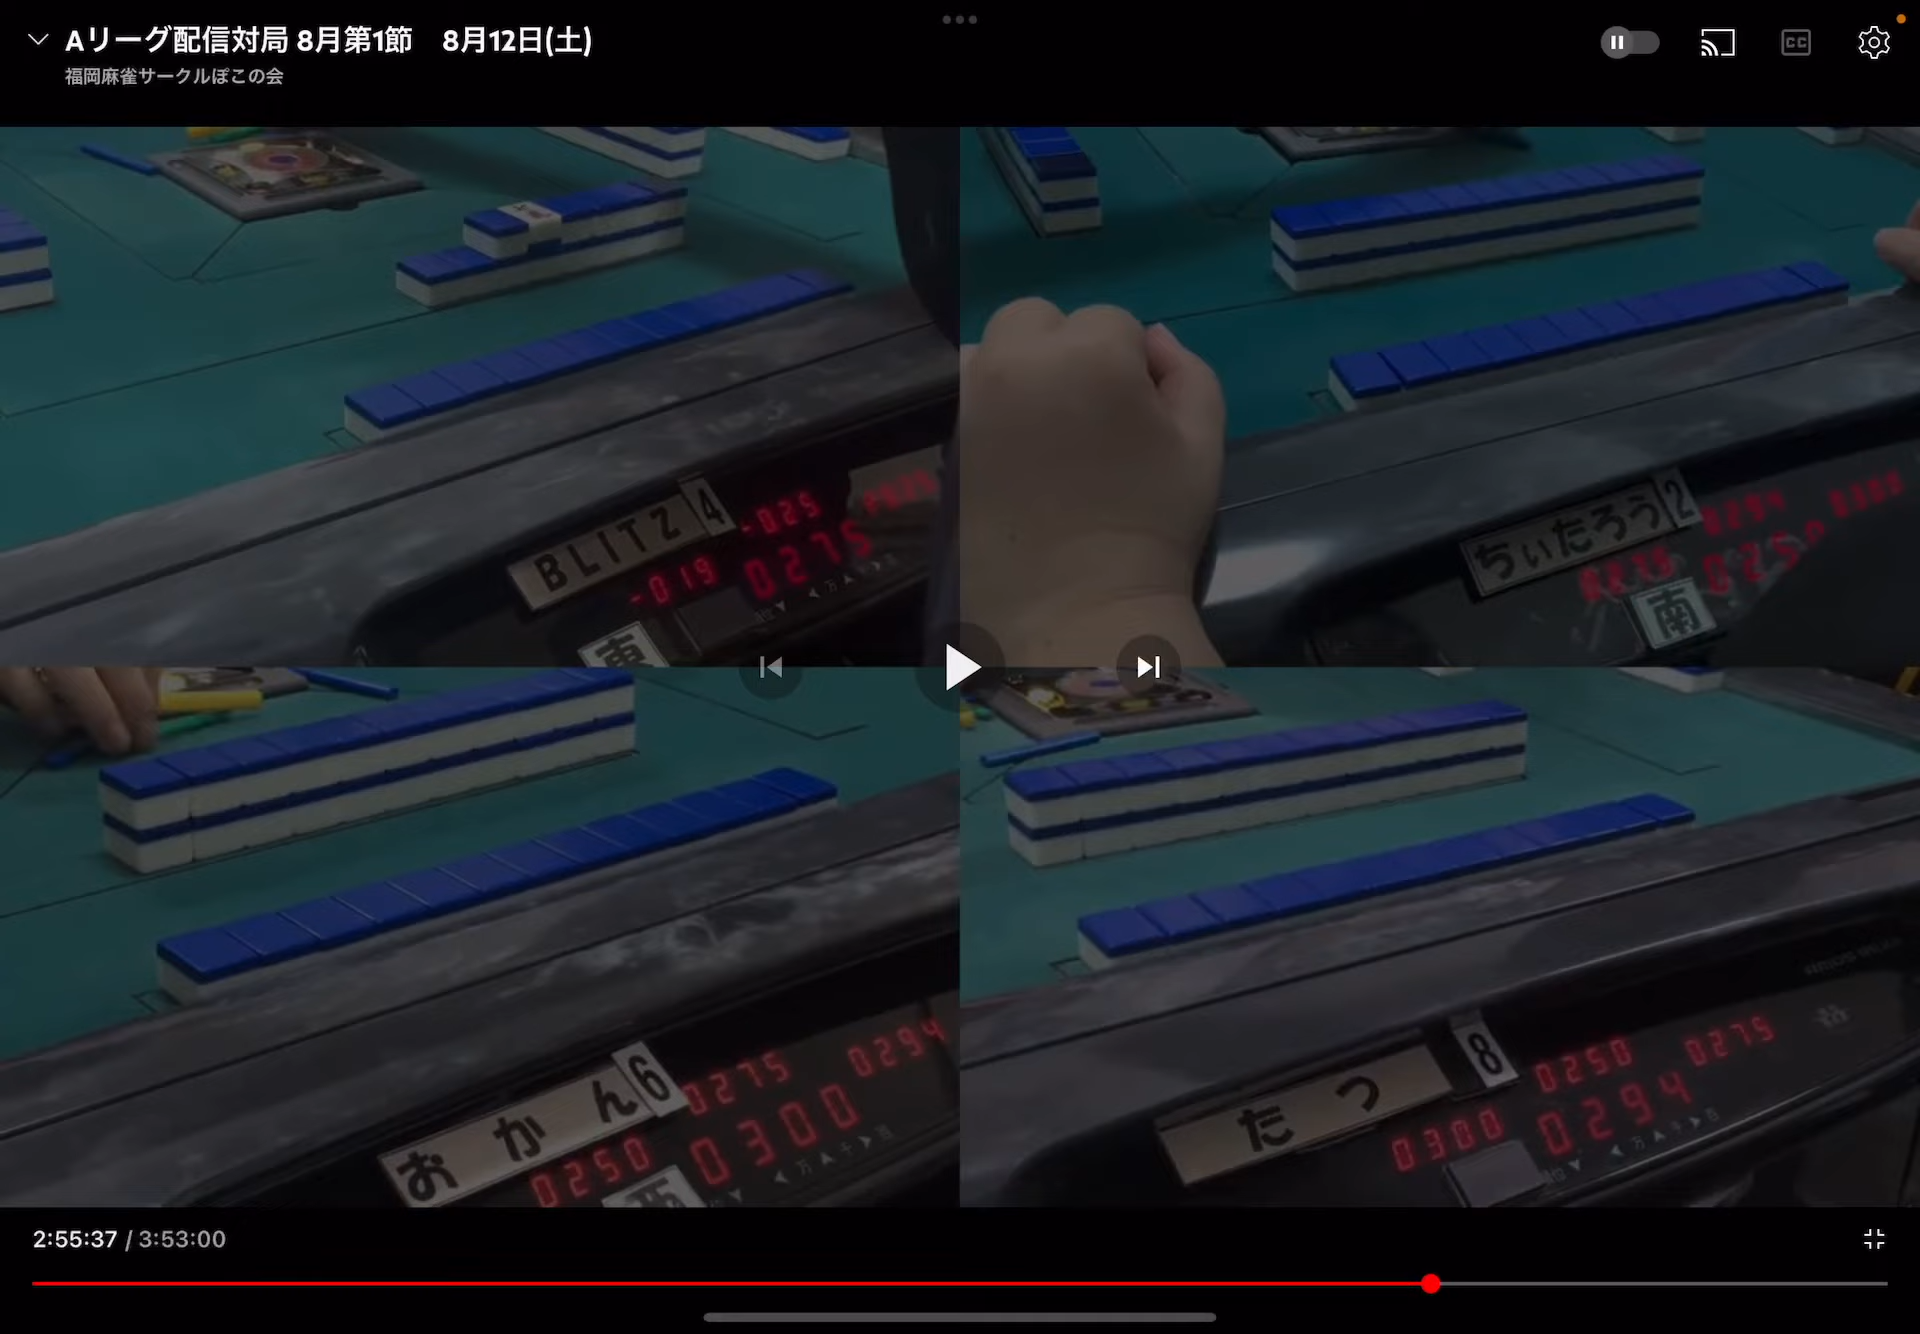 Aリーグ配信対局 8月第1節　8月12日(土)
福岡麻雀サークルぽこの会
CC
BLITZ 4
-025
-019 0275
東
ちぃたろう 2
0294 0300
0275 0250
南
おかん 6
0275 0294
0250 0300
西
たつ 8
0250 0275
0300 0294
2:55:37 / 3:53:00